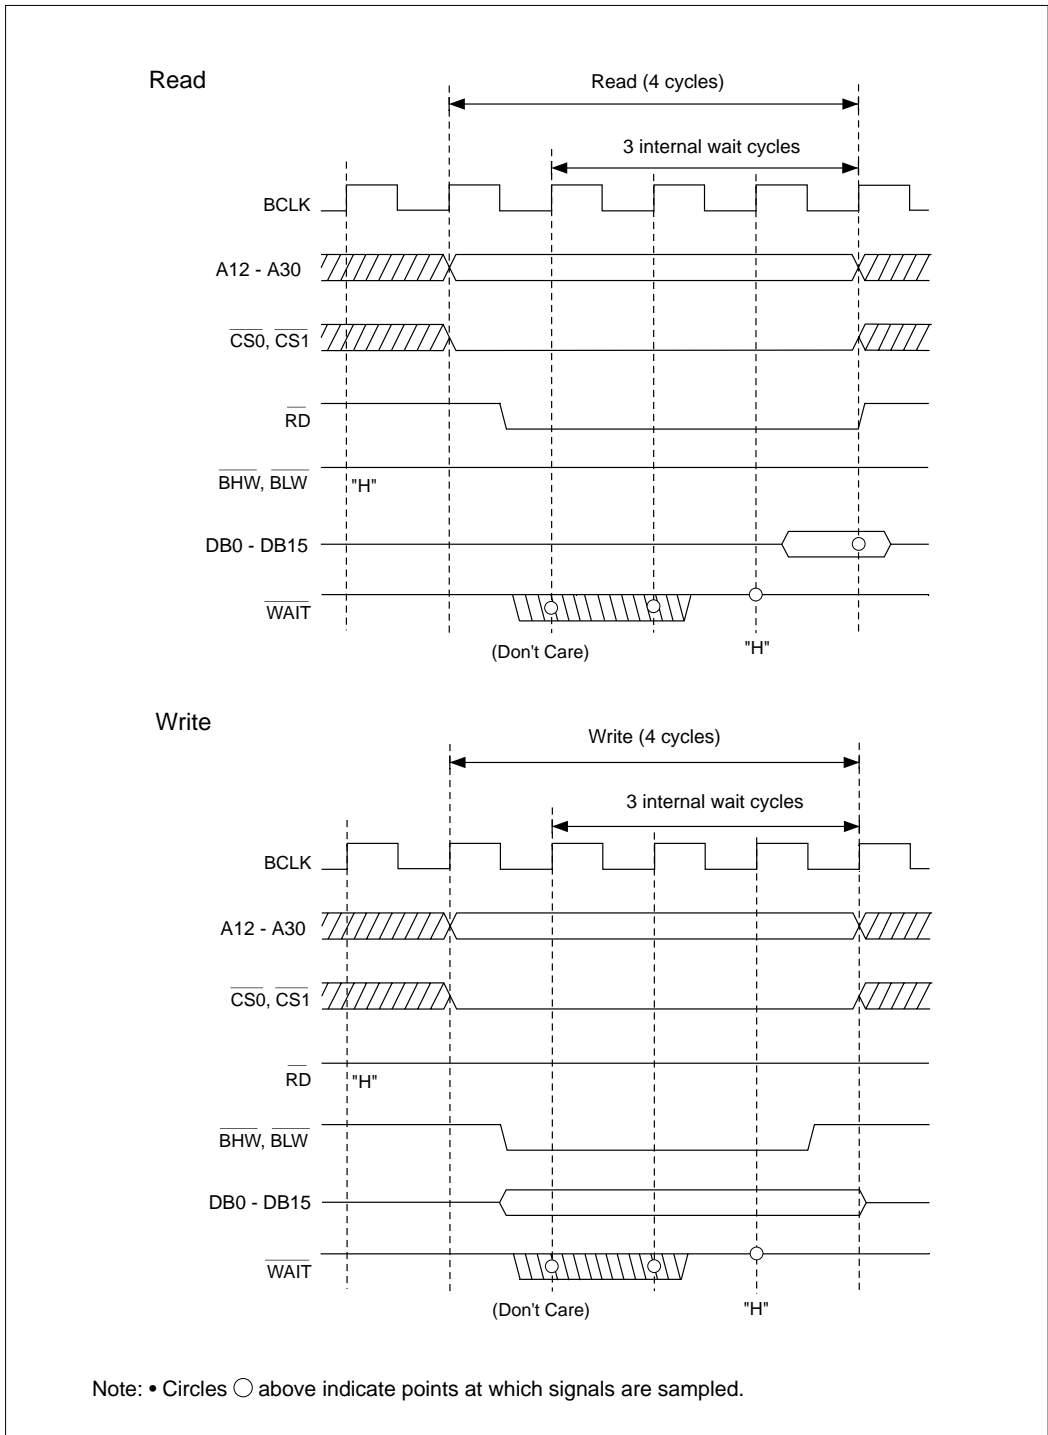 Read
Read (4 cycles)
3 internal wait cycles
BCLK
A12 - A30
CS0, CS1
RD
BHW, BLW
"H"
DB0 - DB15
WAIT
(Don't Care)
"H"
Write
Write (4 cycles)
3 internal wait cycles
BCLK
A12 - A30
CS0, CS1
RD
"H"
BHW, BLW
DB0 - DB15
WAIT
(Don't Care)
"H"
Note: • Circles ○ above indicate points at which signals are sampled.